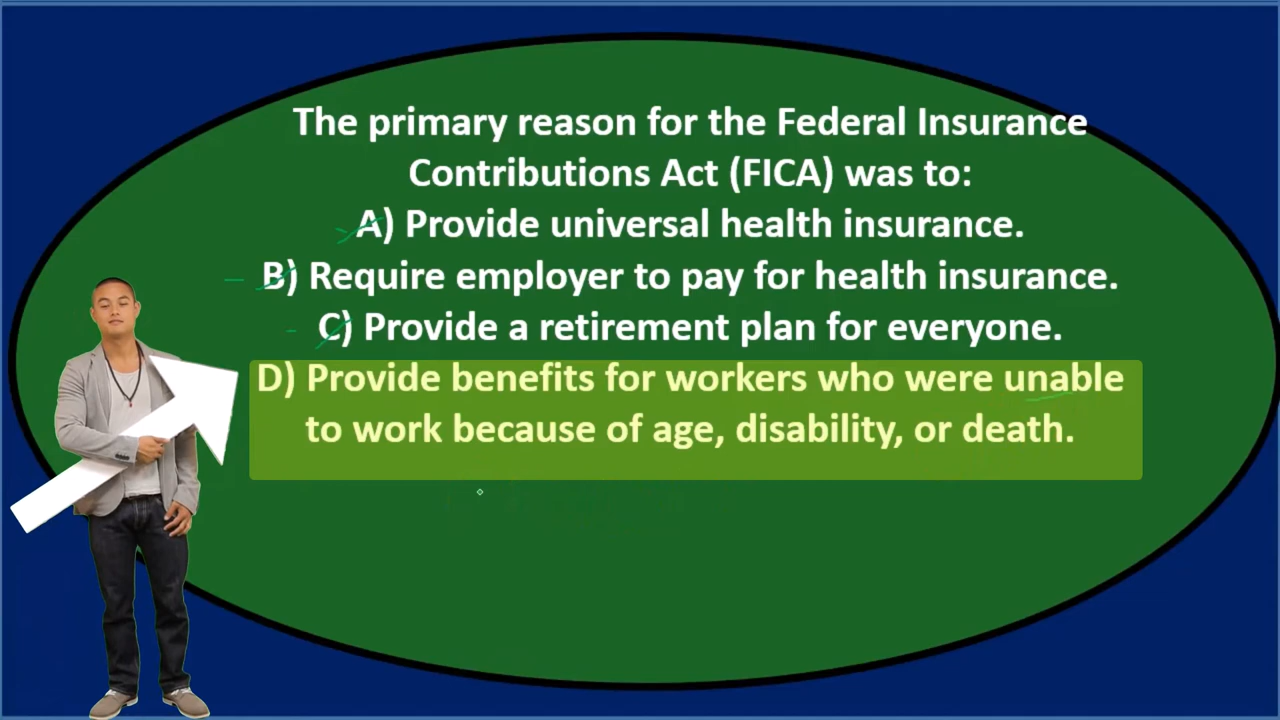 The primary reason for the Federal Insurance
Contributions Act (FICA) was to:
A) Provide universal health insurance.
B) Require employer to pay for health insurance.
C) Provide a retirement plan for everyone.
D) Provide benefits for workers who were unable
to work because of age, disability, or death.